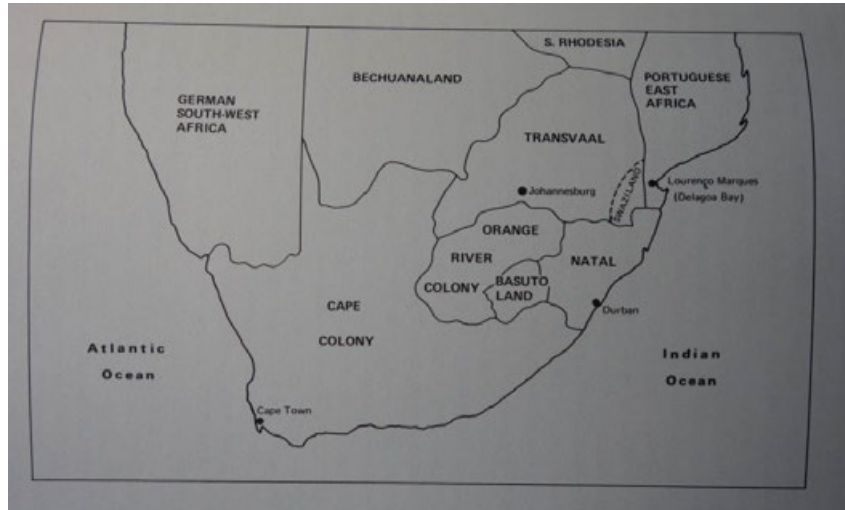 S. RHODESIA
BECHUANALAND
PORTUGUESE
EAST
AFRICA
GERMAN
SOUTH-WEST
AFRICA
TRANSVAAL
Johannesburg
SWAZILAND
Lourenço Marques
(Delagoa Bay)
ORANGE
RIVER
COLONY
BASUTO
LAND
NATAL
Durban
CAPE
COLONY
Atlantic
Ocean
Indian
Ocean
Cape Town